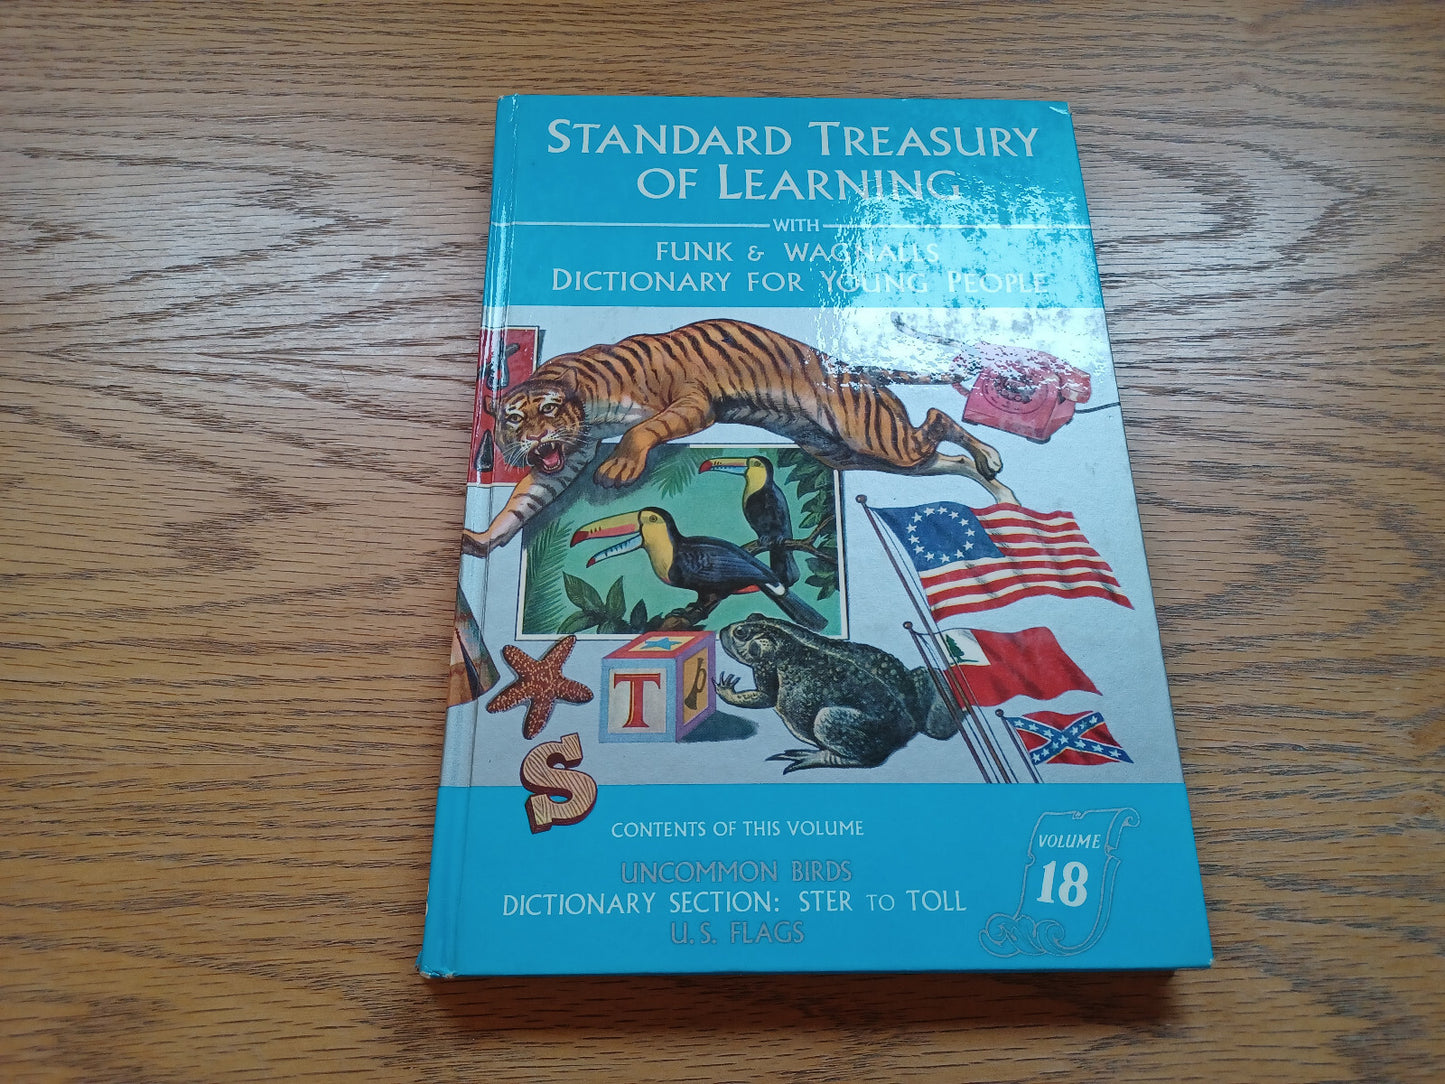 STANDARD TREASURY
OF LEARNING
WITH
FUNK & WAGNALLS
DICTIONARY FOR YOUNG PEOPLE
T
S
CONTENTS OF THIS VOLUME
UNCOMMON BIRDS
DICTIONARY SECTION: STER TO TOLL
U.S. FLAGS
VOLUME
18